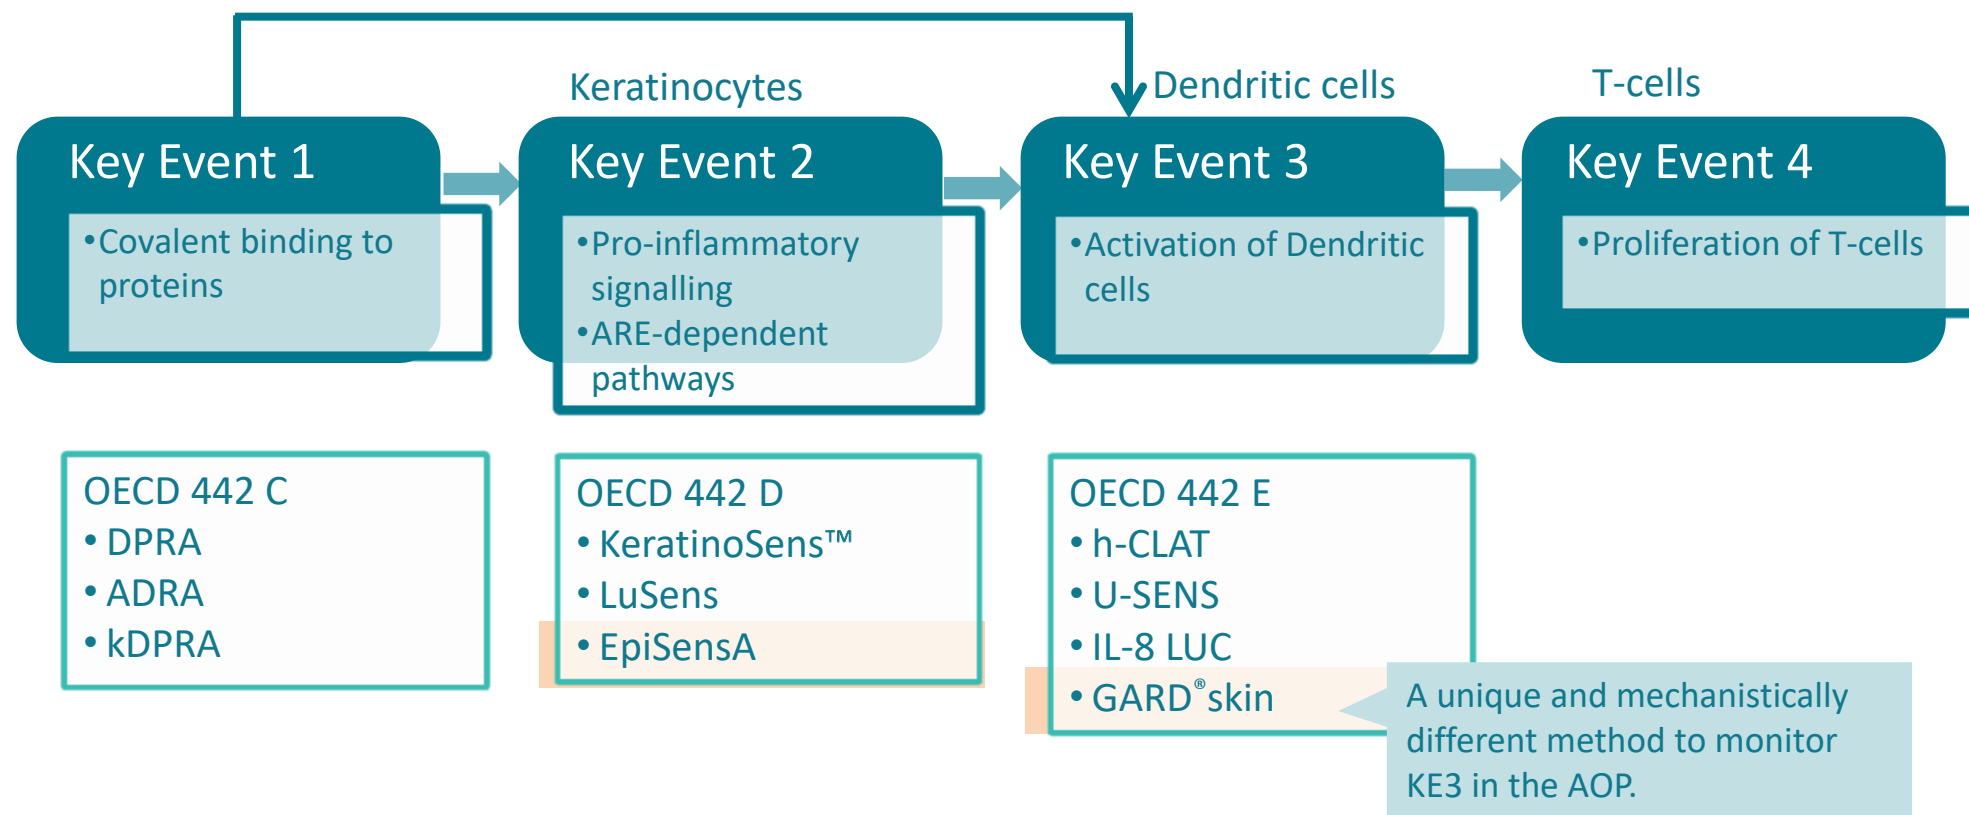 Keratinocytes
Dendritic cells
T-cells
Key Event 1
•Covalent binding to
proteins
Key Event 2
•Pro-inflammatory
signalling
•ARE-dependent
pathways
Key Event 3
•Activation of Dendritic
cells
Key Event 4
•Proliferation of T-cells
OECD 442 C
• DPRA
• ADRA
• kDPRA
OECD 442 D
• KeratinoSens™
• LuSens
• EpiSensA
OECD 442 E
• h-CLAT
• U-SENS
• IL-8 LUC
• GARD®skin
A unique and mechanistically
different method to monitor
KE3 in the AOP.